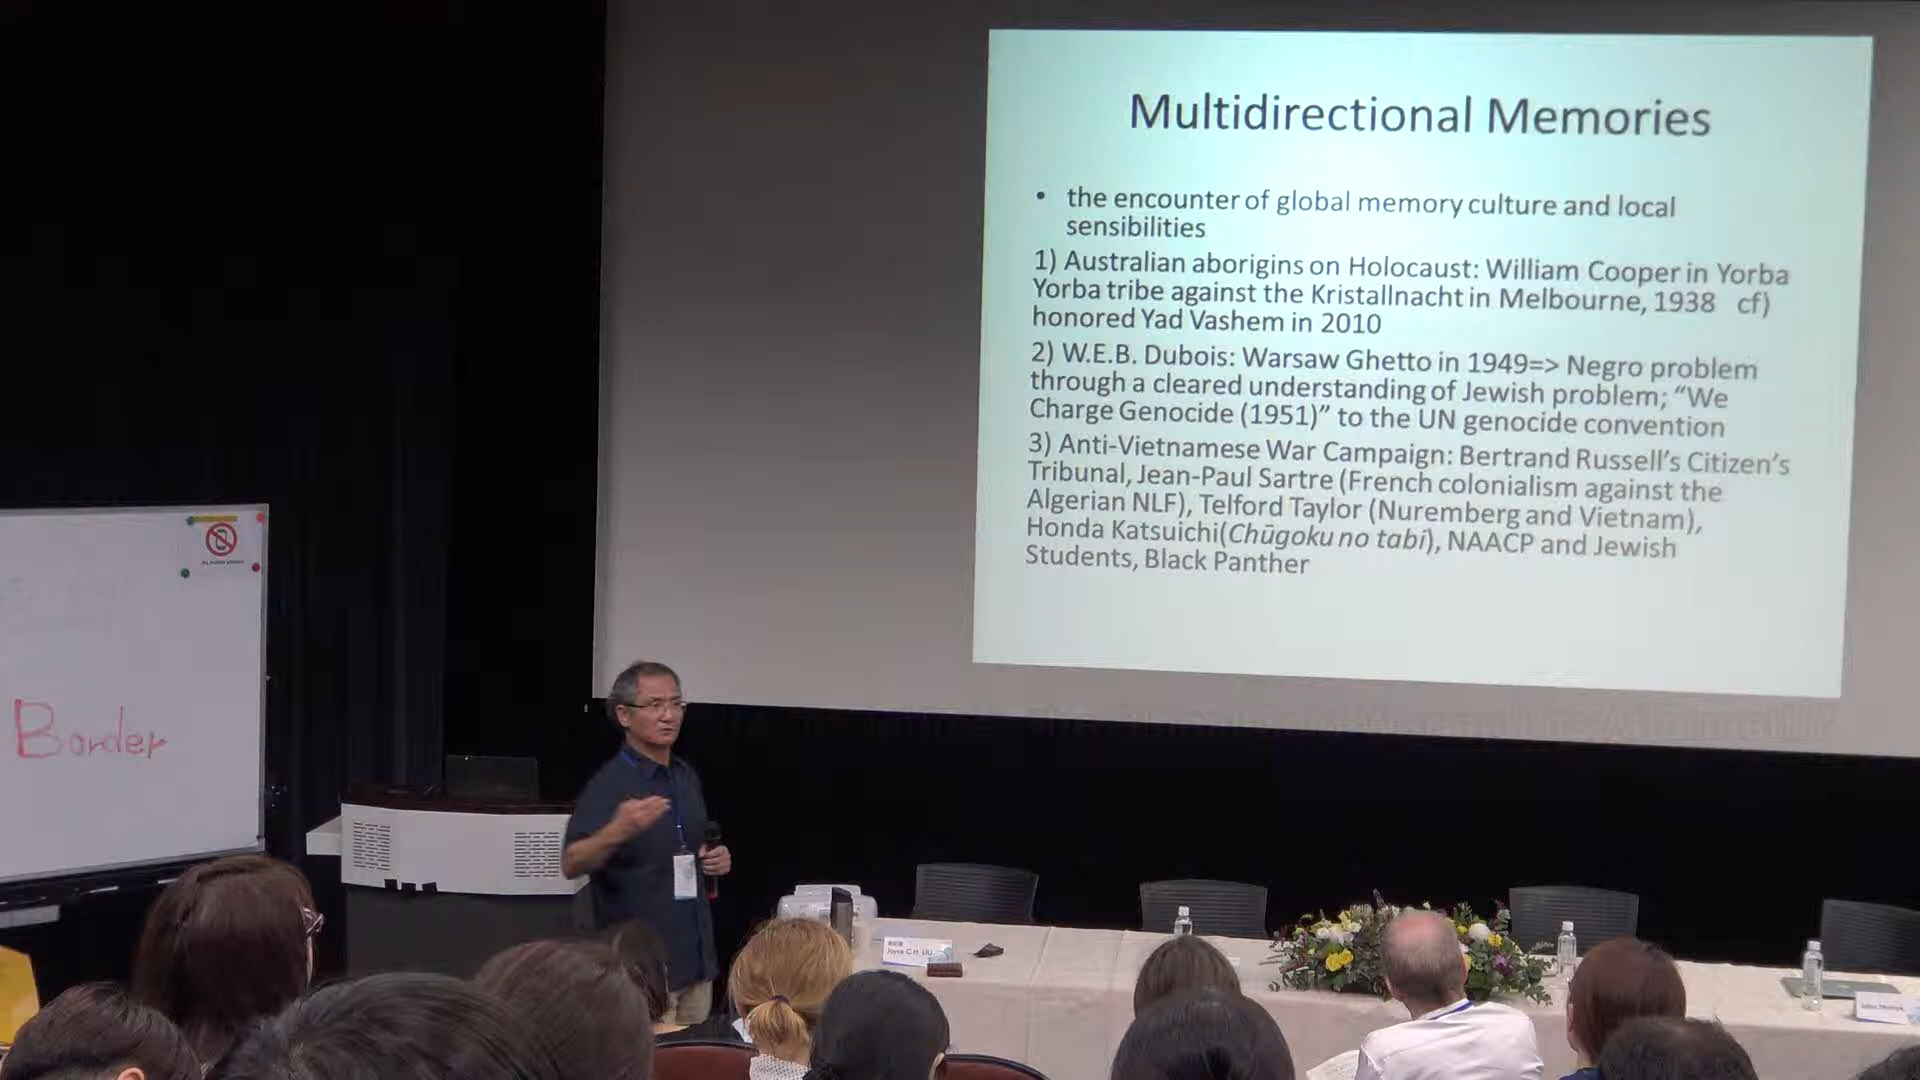 Multidirectional Memories
• the encounter of global memory culture and local
sensibilities
1) Australian aborigins on Holocaust: William Cooper in Yorba
Yorba tribe against the Kristallnacht in Melbourne, 1938 cf)
honored Yad Vashem in 2010
2) W.E.B. Dubois: Warsaw Ghetto in 1949=> Negro problem
through a cleared understanding of Jewish problem; “We
Charge Genocide (1951)” to the UN genocide convention
3) Anti-Vietnamese War Campaign: Bertrand Russell’s Citizen’s
Tribunal, Jean-Paul Sartre (French colonialism against the
Algerian NLF), Telford Taylor (Nuremberg and Vietnam),
Honda Katsuichi(Chūgoku no tabi), NAACP and Jewish
Students, Black Panther
Border
Joyce C.H. LIU